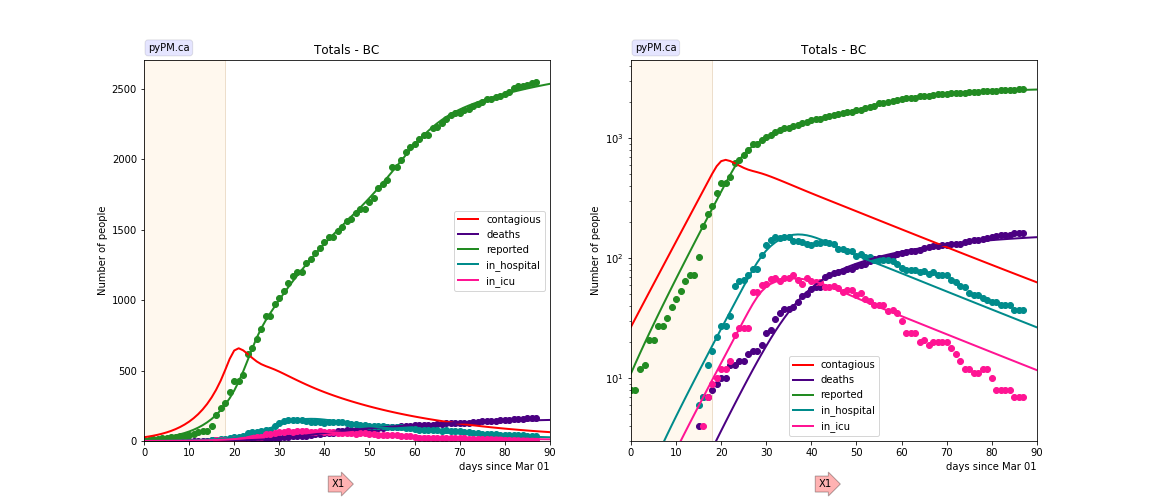 pyPM.ca
Totals - BC
Number of people
2500
2000
1500
1000
500
0
contagious
deaths
reported
in_hospital
in_icu
0 10 20 30 40 50 60 70 80 90
days since Mar 01
X1
pyPM.ca
Totals - BC
Number of people
10³
10²
10¹
contagious
deaths
reported
in_hospital
in_icu
0 10 20 30 40 50 60 70 80 90
days since Mar 01
X1